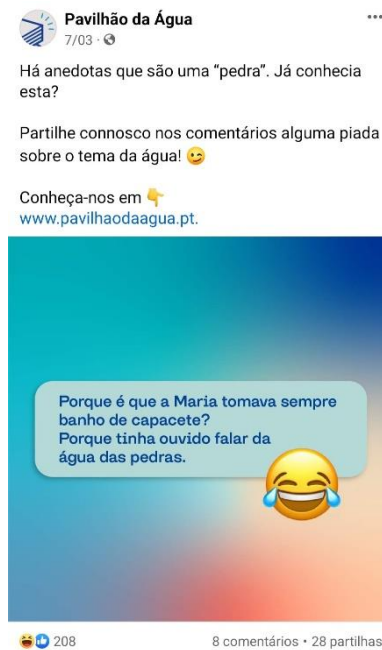 Pavilhão da Água
7/03 ·
Há anedotas que são uma “pedra”. Já conhecia
esta?
Partilhe connosco nos comentários alguma piada
sobre o tema da água! 😉
Conheça-nos em 👇
www.pavilhaodaagua.pt.
Porque é que a Maria tomava sempre
banho de capacete?
Porque tinha ouvido falar da
água das pedras.
208
8 comentários • 28 partilhas